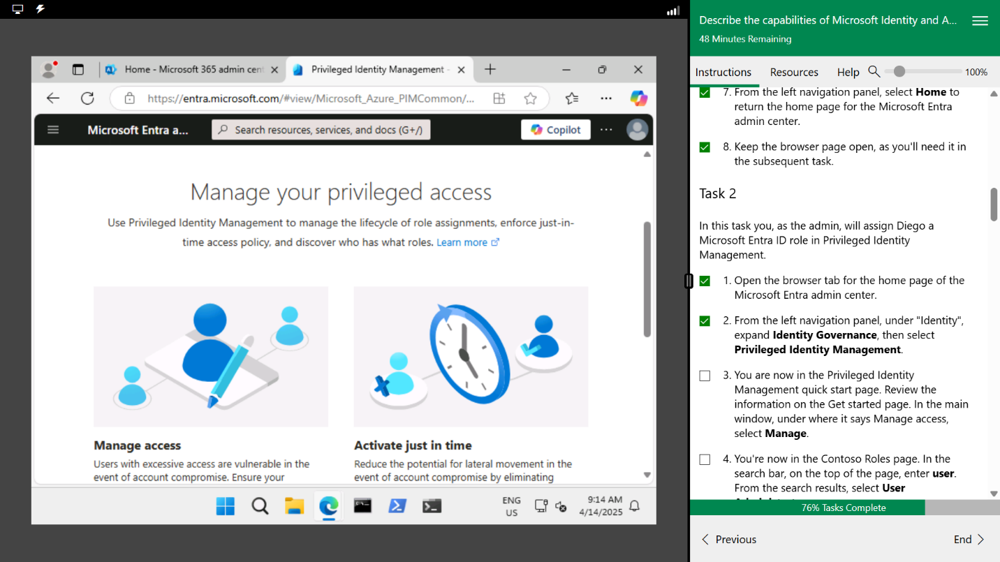 Describe the capabilities of Microsoft Identity and A...
48 Minutes Remaining
Home - Microsoft 365 admin cent
Privileged Identity Management -
https://entra.microsoft.com/#view/Microsoft_Azure_PIMCommon/...
Microsoft Entra a...
Search resources, services, and docs (G+/)
Copilot
Manage your privileged access
Use Privileged Identity Management to manage the lifecycle of role assignments, enforce just-in-
time access policy, and discover who has what roles. Learn more
Manage access
Users with excessive access are vulnerable in the
event of account compromise. Ensure your
Activate just in time
Reduce the potential for lateral movement in the
event of account compromise by eliminating
ENG
US
9:14 AM
4/14/2025
Instructions
Resources
Help
100%
7. From the left navigation panel, select Home to
return the home page for the Microsoft Entra
admin center.
8. Keep the browser page open, as you'll need it in
the subsequent task.
Task 2
In this task you, as the admin, will assign Diego a
Microsoft Entra ID role in Privileged Identity
Management.
1. Open the browser tab for the home page of the
Microsoft Entra admin center.
2. From the left navigation panel, under "Identity",
expand Identity Governance, then select
Privileged Identity Management.
3. You are now in the Privileged Identity
Management quick start page. Review the
information on the Get started page. In the main
window, under where it says Manage access,
select Manage.
4. You're now in the Contoso Roles page. In the
search bar, on the top of the page, enter user.
From the search results, select User
76% Tasks Complete
Previous
End